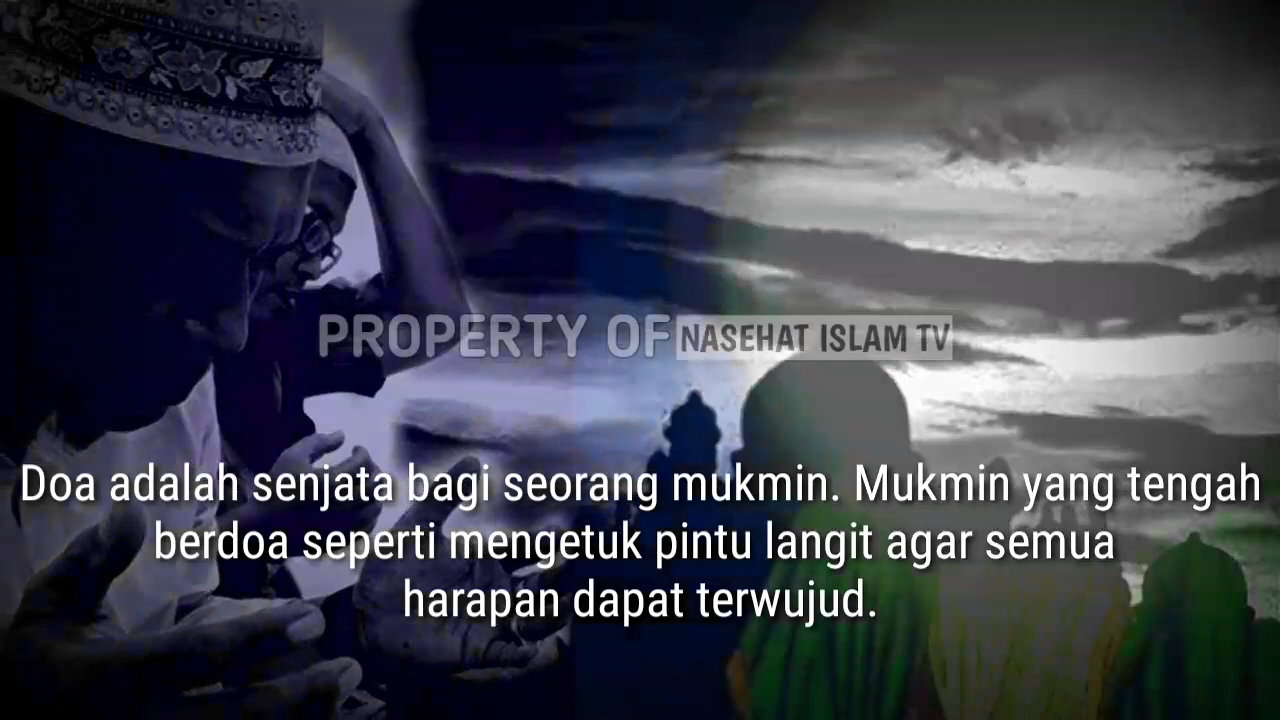 PROPERTY OF NASEHAT ISLAM TV
Doa adalah senjata bagi seorang mukmin. Mukmin yang tengah
berdoa seperti mengetuk pintu langit agar semua
harapan dapat terwujud.